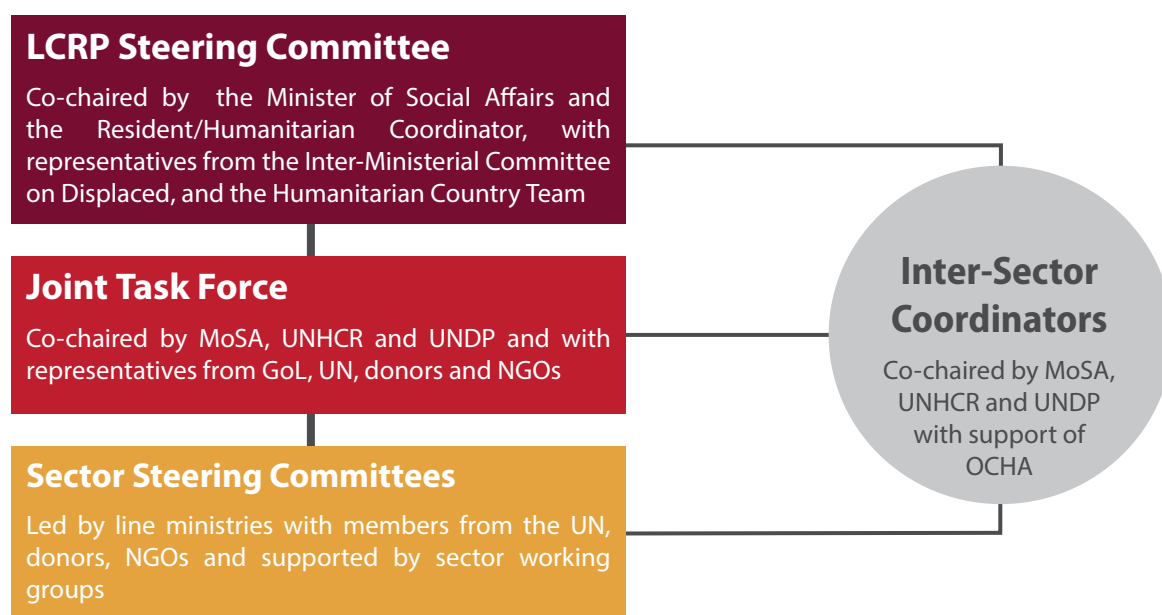 LCRP Steering Committee
Co-chaired by the Minister of Social Affairs and
the Resident/Humanitarian Coordinator, with
representatives from the Inter-Ministerial Committee
on Displaced, and the Humanitarian Country Team
Joint Task Force
Co-chaired by MoSA, UNHCR and UNDP and with
representatives from GoL, UN, donors and NGOs
Sector Steering Committees
Led by line ministries with members from the UN,
donors, NGOs and supported by sector working
groups
Inter-Sector
Coordinators
Co-chaired by MoSA,
UNHCR and UNDP
with support of
OCHA